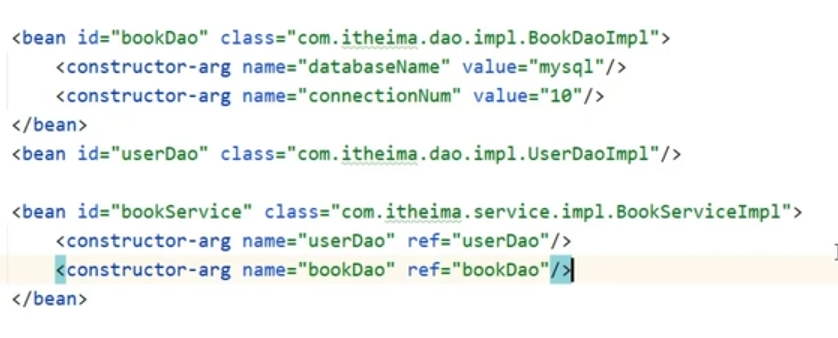 <bean id="bookDao" class="com.itheima.dao.impl.BookDaoImpl">
    <constructor-arg name="databaseName" value="mysql"/>
    <constructor-arg name="connectionNum" value="10"/>
</bean>
<bean id="userDao" class="com.itheima.dao.impl.UserDaoImpl"/>
<bean id="bookService" class="com.itheima.service.impl.BookServiceImpl">
    <constructor-arg name="userDao" ref="userDao"/>
    <constructor-arg name="bookDao" ref="bookDao"/>
</bean>